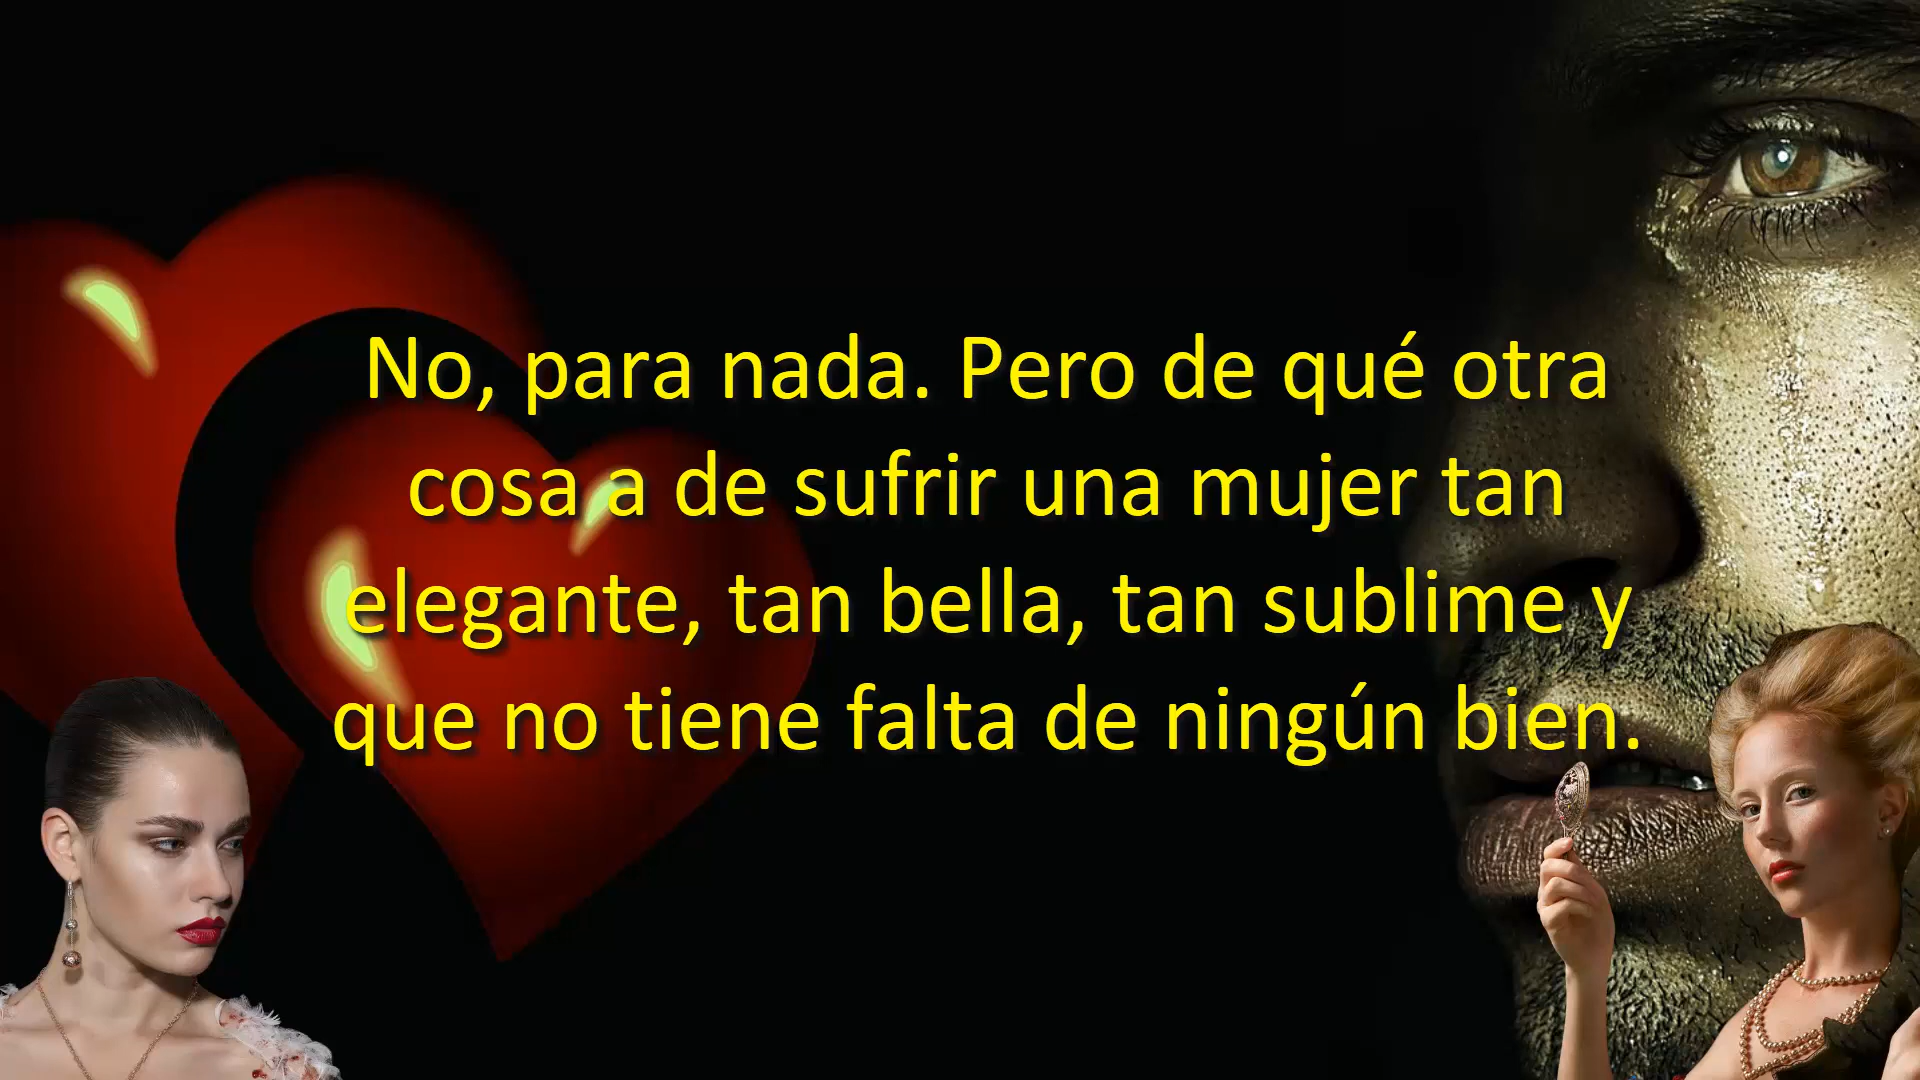 No, para nada. Pero de qué otra
cosa a de sufrir una mujer tan
elegante, tan bella, tan sublime y
que no tiene falta de ningún bien.